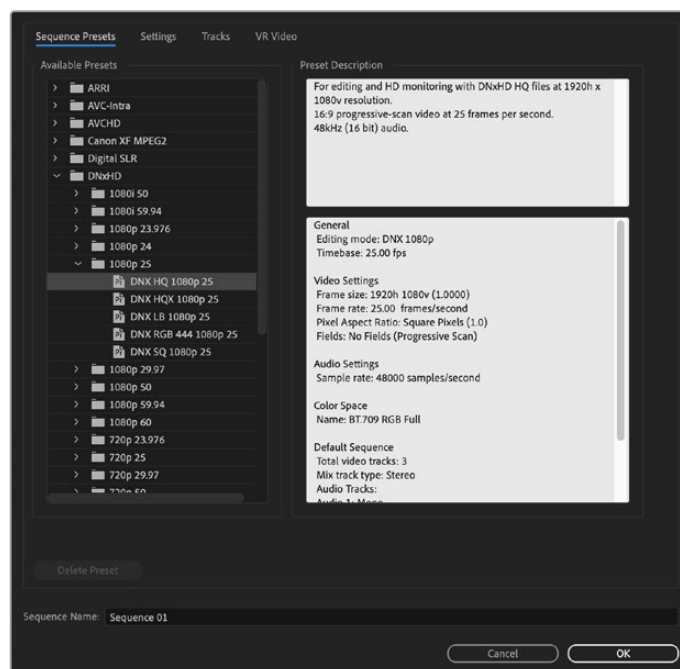 Sequence Presets
Settings
Tracks
VR Video
Available Presets
ARRI
AVC-Intra
AVCHD
Canon XF MPEG2
Digital SLR
DNxHD
1080i 50
1080i 59.94
1080p 23.976
1080p 24
1080p 25
DNX HQ 1080p 25
DNX HQX 1080p 25
DNX LB 1080p 25
DNX RGB 444 1080p 25
DNX SQ 1080p 25
1080p 29.97
1080p 50
1080p 59.94
1080p 60
720p 23.976
720p 25
720p 29.97
720p 50
Delete Preset
Preset Description
For editing and HD monitoring with DNxHD HQ files at 1920h x
1080v resolution.
16:9 progressive-scan video at 25 frames per second.
48kHz (16 bit) audio.
General
Editing mode: DNX 1080p
Timebase: 25.00 fps
Video Settings
Frame size: 1920h 1080v (1.0000)
Frame rate: 25.00 frames/second
Pixel Aspect Ratio: Square Pixels (1.0)
Fields: No Fields (Progressive Scan)
Audio Settings
Sample rate: 48000 samples/second
Color Space
Name: BT.709 RGB Full
Default Sequence
Total video tracks: 3
Mix track type: Stereo
Audio Tracks:
Audio 1: Mono
Sequence Name: Sequence 01
Cancel
OK